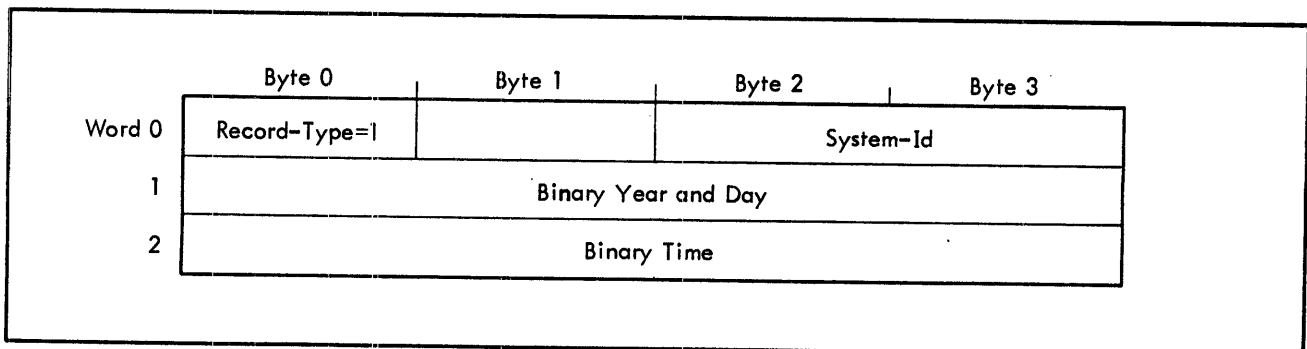 Byte 0 Byte 1 Byte 2 Byte 3
Word 0 Record-Type=1 System-Id
1 Binary Year and Day
2 Binary Time